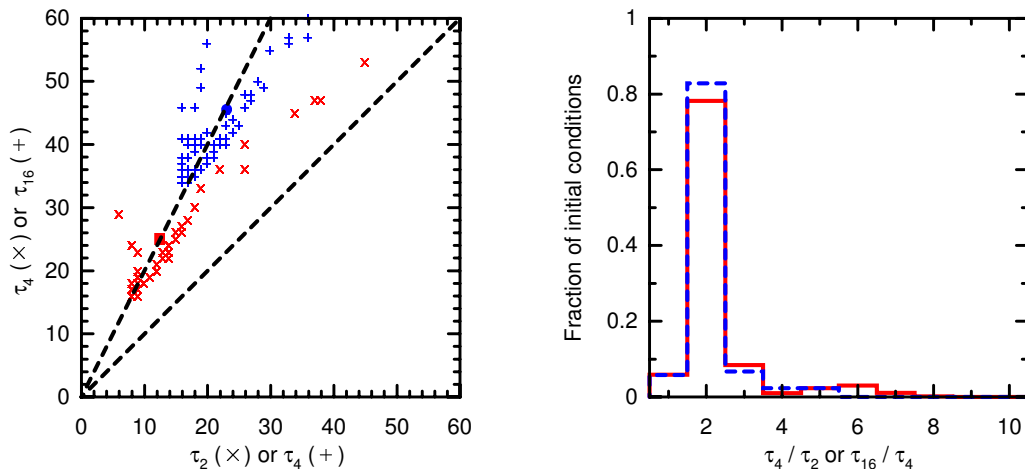 60
50
40
30
20
10
0
0 10 20 30 40 50 60
τ4 (×) or τ16 (+)
τ2 (×) or τ4 (+)
1
0.8
0.6
0.4
0.2
0
2 4 6 8 10
Fraction of initial conditions
τ4 / τ2 or τ16 / τ4